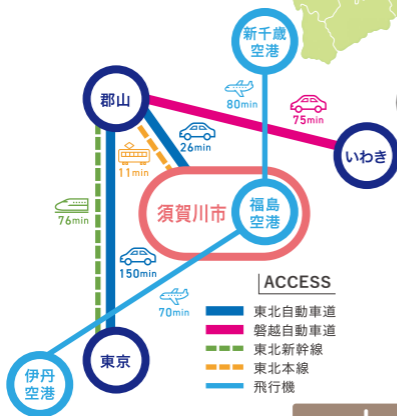 新千歳
空港
郡山
80min
75min
26min
いわき
11min
須賀川市
福島
空港
76min
150min
70min
ACCESS
東北自動車道
磐越自動車道
東北新幹線
東北本線
飛行機
東京
伊丹
空港